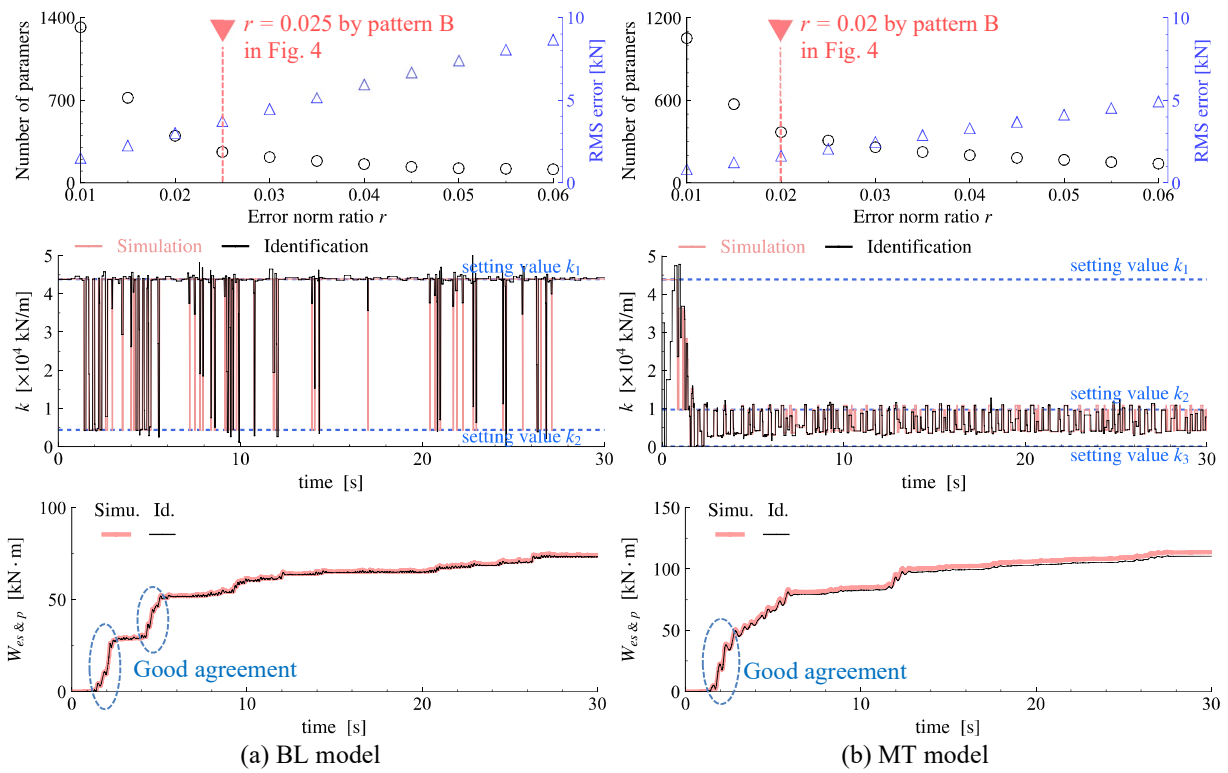 r = 0.025 by pattern B
in Fig. 4
Number of paramers
1400
700
0
10
5
0
RMS error [kN]
0.01 0.02 0.03 0.04 0.05 0.06
Error norm ratio r
r = 0.02 by pattern B
in Fig. 4
Number of paramers
1200
600
0
10
5
0
RMS error [kN]
0.01 0.02 0.03 0.04 0.05 0.06
Error norm ratio r
Simulation Identification
setting value k1
setting value k2
k [×10^4 kN/m]
5
4
3
2
1
0
0 10 20 30
time [s]
Simulation Identification
setting value k1
setting value k2
setting value k3
k [×10^4 kN/m]
5
4
3
2
1
0
0 10 20 30
time [s]
Simu. Id.
Wes & p [kN·m]
100
50
0
Good agreement
0 10 20 30
time [s]
(a) BL model
Simu. Id.
Wes & p [kN·m]
150
100
50
0
Good agreement
0 10 20 30
time [s]
(b) MT model